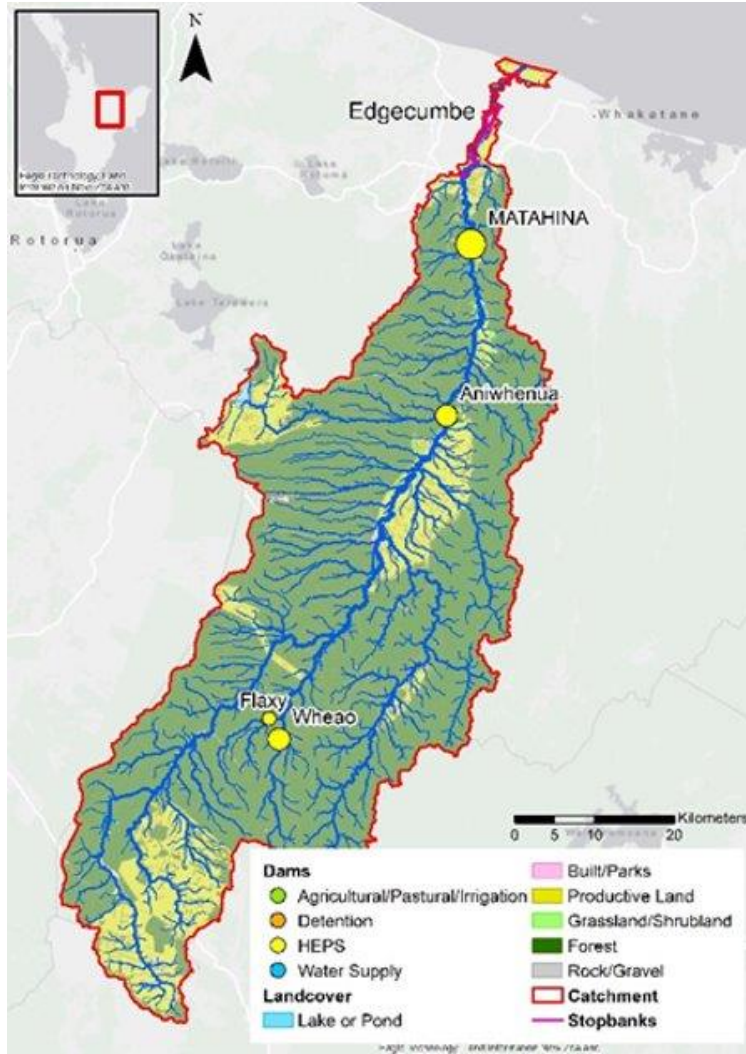 N
Edgecumbe
Whakatane
Rotorua
MATAHINA
Aniwhenua
Flaxy
Wheao
Kilometers
0 5 10 20
Dams
Agricultural/Pastural/Irrigation
Detention
HEPS
Water Supply
Landcover
Lake or Pond
Built/Parks
Productive Land
Grassland/Shrubland
Forest
Rock/Gravel
Catchment
Stopbanks